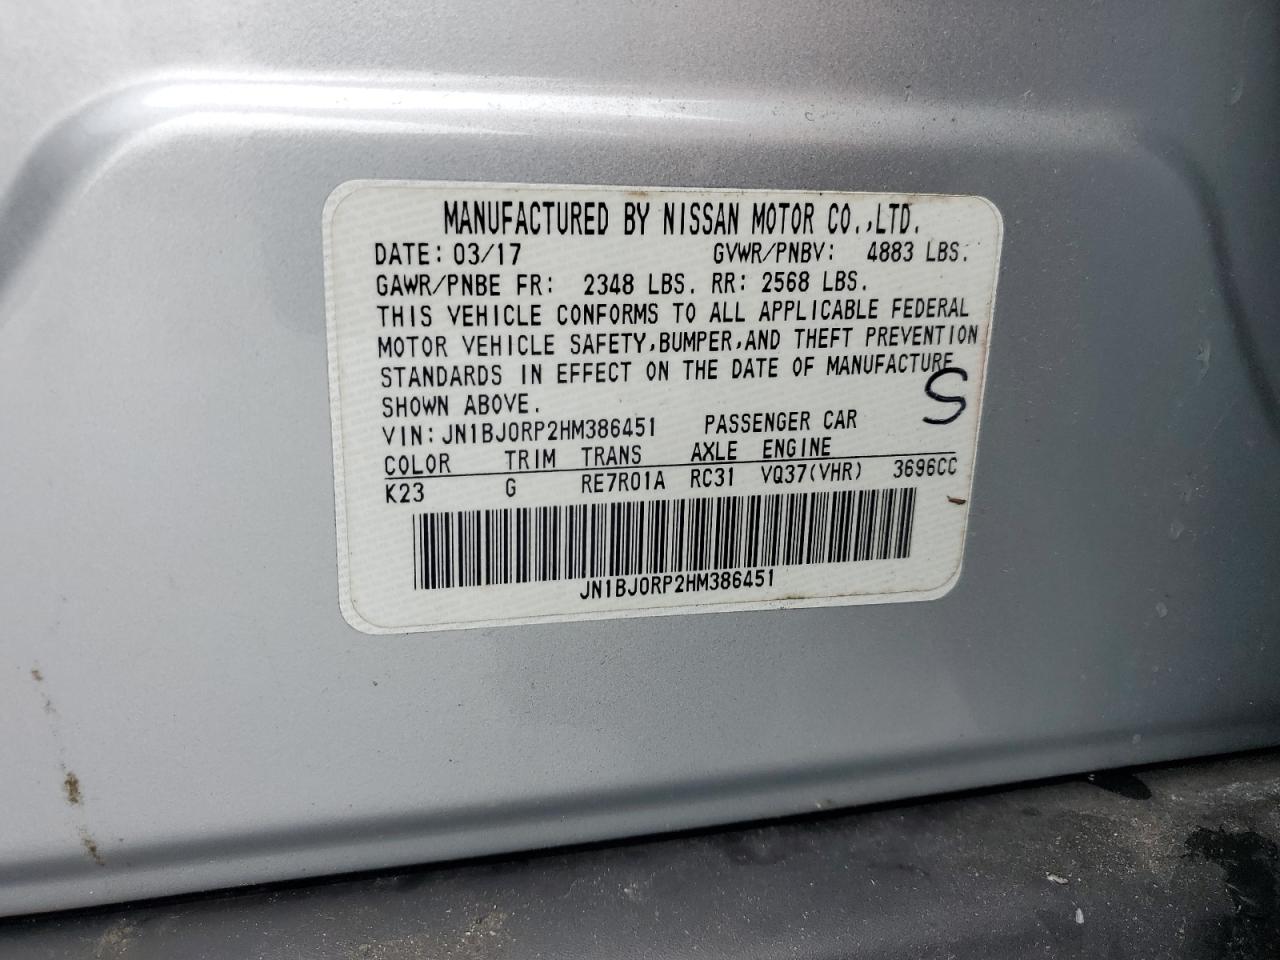 MANUFACTURED BY NISSAN MOTOR CO.,LTD.
DATE: 03/17 GVWR/PNBV: 4883 LBS.
GAWR/PNBE FR: 2348 LBS. RR: 2568 LBS.
THIS VEHICLE CONFORMS TO ALL APPLICABLE FEDERAL
MOTOR VEHICLE SAFETY,BUMPER,AND THEFT PREVENTION
STANDARDS IN EFFECT ON THE DATE OF MANUFACTURE
SHOWN ABOVE. S
VIN: JN1BJ0RP2HM386451 PASSENGER CAR
COLOR TRIM TRANS AXLE ENGINE
K23 G RE7R01A RC31 VQ37(VHR) 3696CC
JN1BJ0RP2HM386451